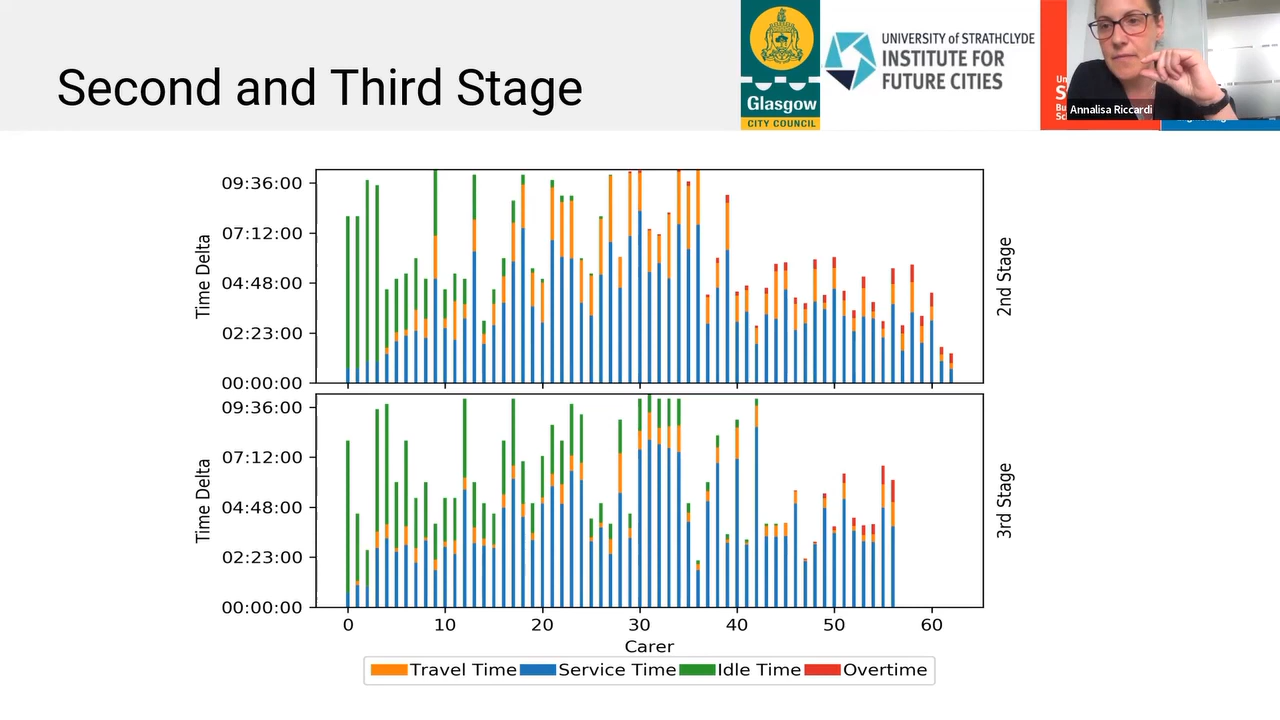 Second and Third Stage
Glasgow
CITY COUNCIL
UNIVERSITY of STRATHCLYDE
INSTITUTE FOR
FUTURE CITIES
Annalisa Riccardi
09:36:00
07:12:00
04:48:00
02:23:00
00:00:00
Time Delta
2nd Stage
09:36:00
07:12:00
04:48:00
02:23:00
00:00:00
Time Delta
3rd Stage
0 10 20 30 40 50 60
Carer
Travel Time Service Time Idle Time Overtime